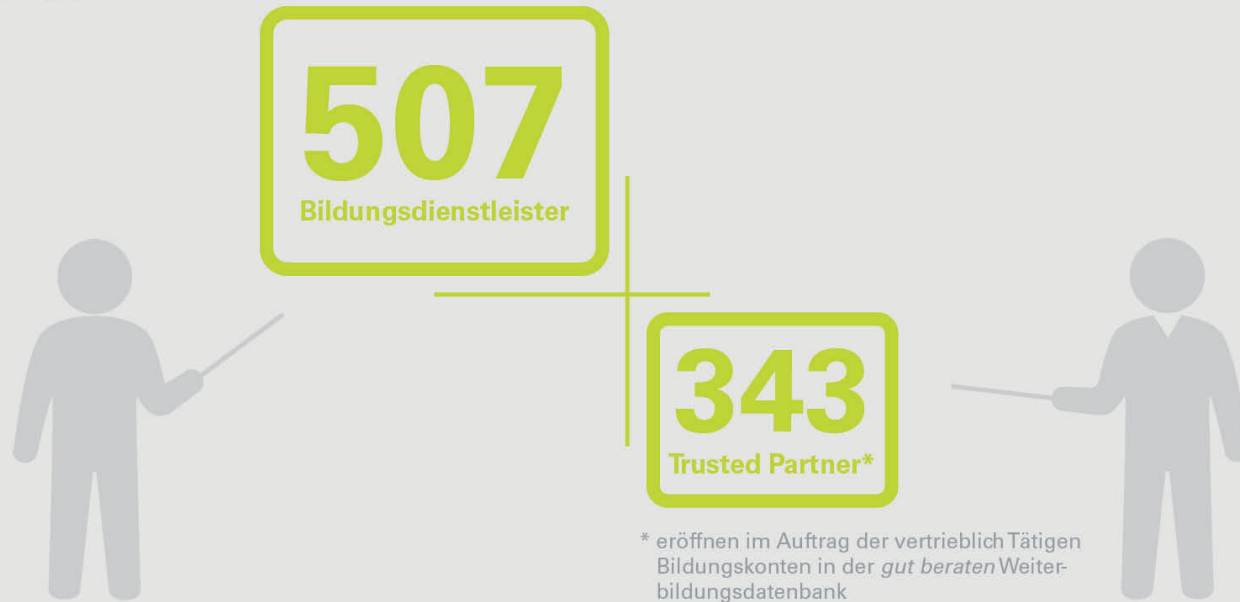 507
Bildungsdienstleister
343
Trusted Partner*
* eröffnen im Auftrag der vertrieblich Tätigen
Bildungskonten in der gut beraten Weiter-
bildungsdatenbank